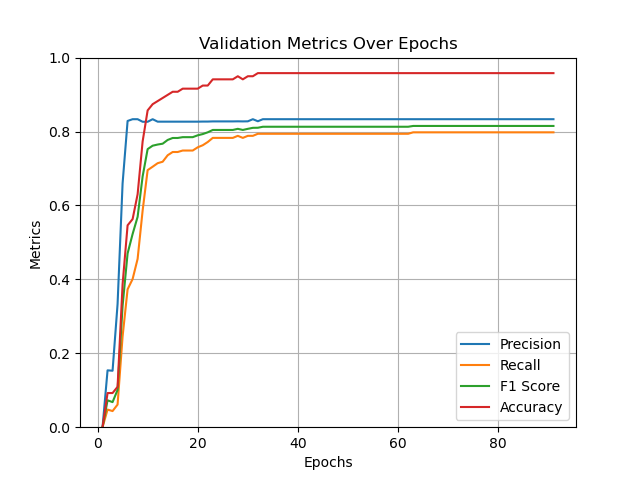 Validation Metrics Over Epochs
Metrics
1.0
0.8
0.6
0.4
0.2
0.0
0
20
40
60
80
Epochs
Precision
Recall
F1 Score
Accuracy